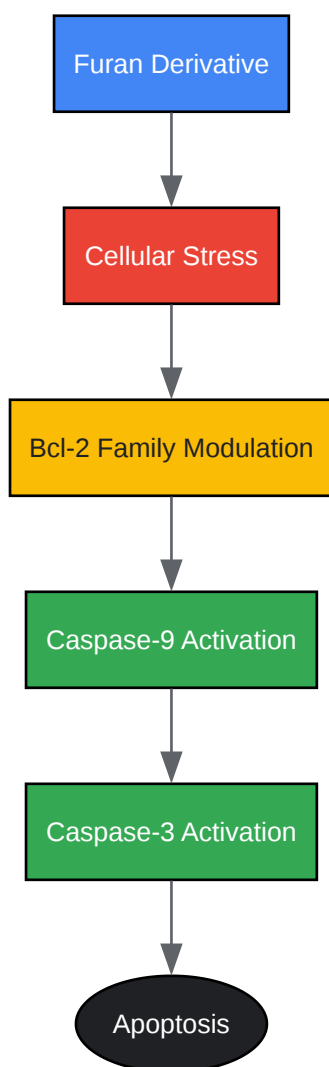 Furan Derivative
Cellular Stress
Bcl-2 Family Modulation
Caspase-9 Activation
Caspase-3 Activation
Apoptosis